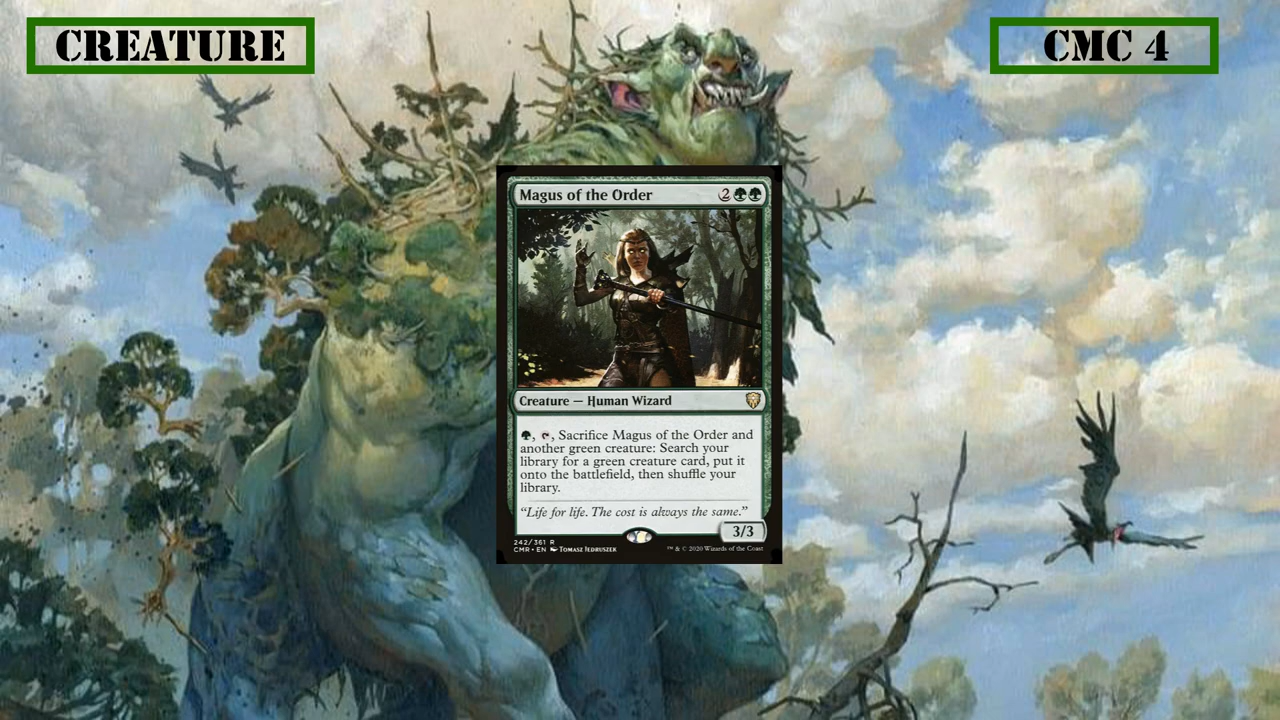 CREATURE
CMC 4
Magus of the Order 2
Creature — Human Wizard
, , Sacrifice Magus of the Order and
another green creature: Search your
library for a green creature card, put it
onto the battlefield, then shuffle your
library.
“Life for life. The cost is always the same.”
3/3
242/361 R
CMR • EN Tomasz Jedruszek
™ & © 2020 Wizards of the Coast